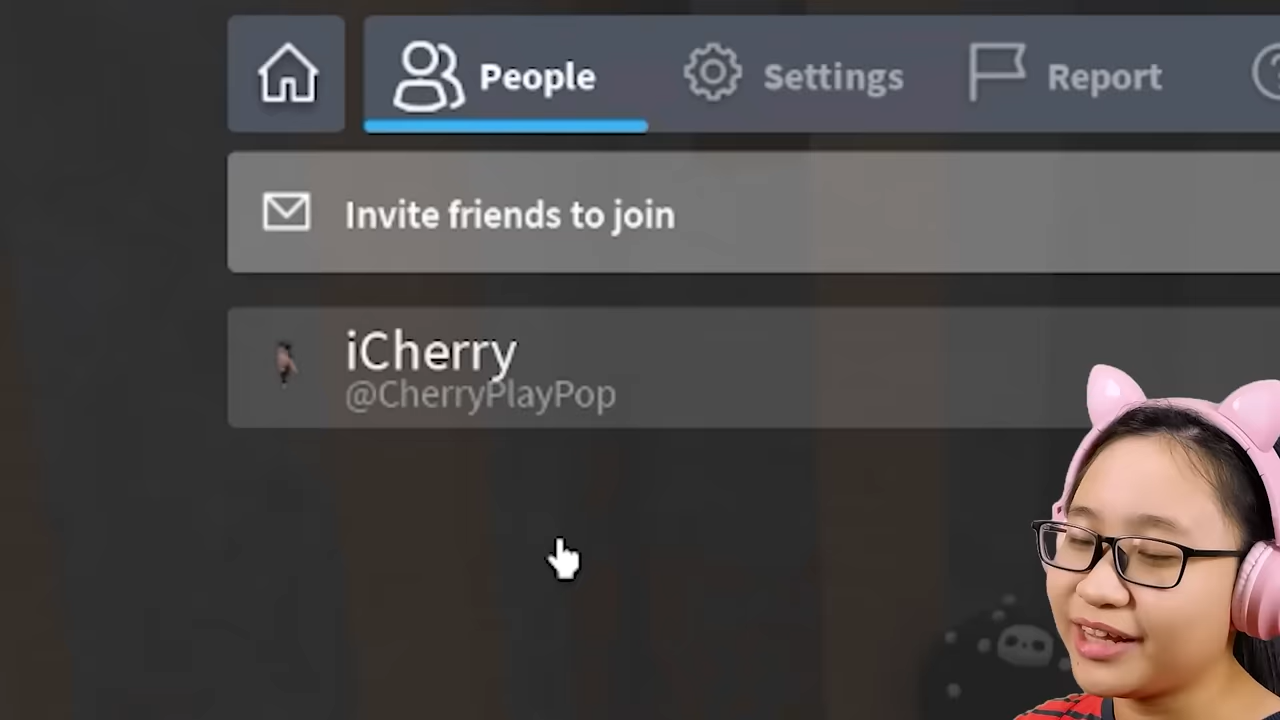 People
Settings
Report
Invite friends to join
iCherry
@CherryPlayPop